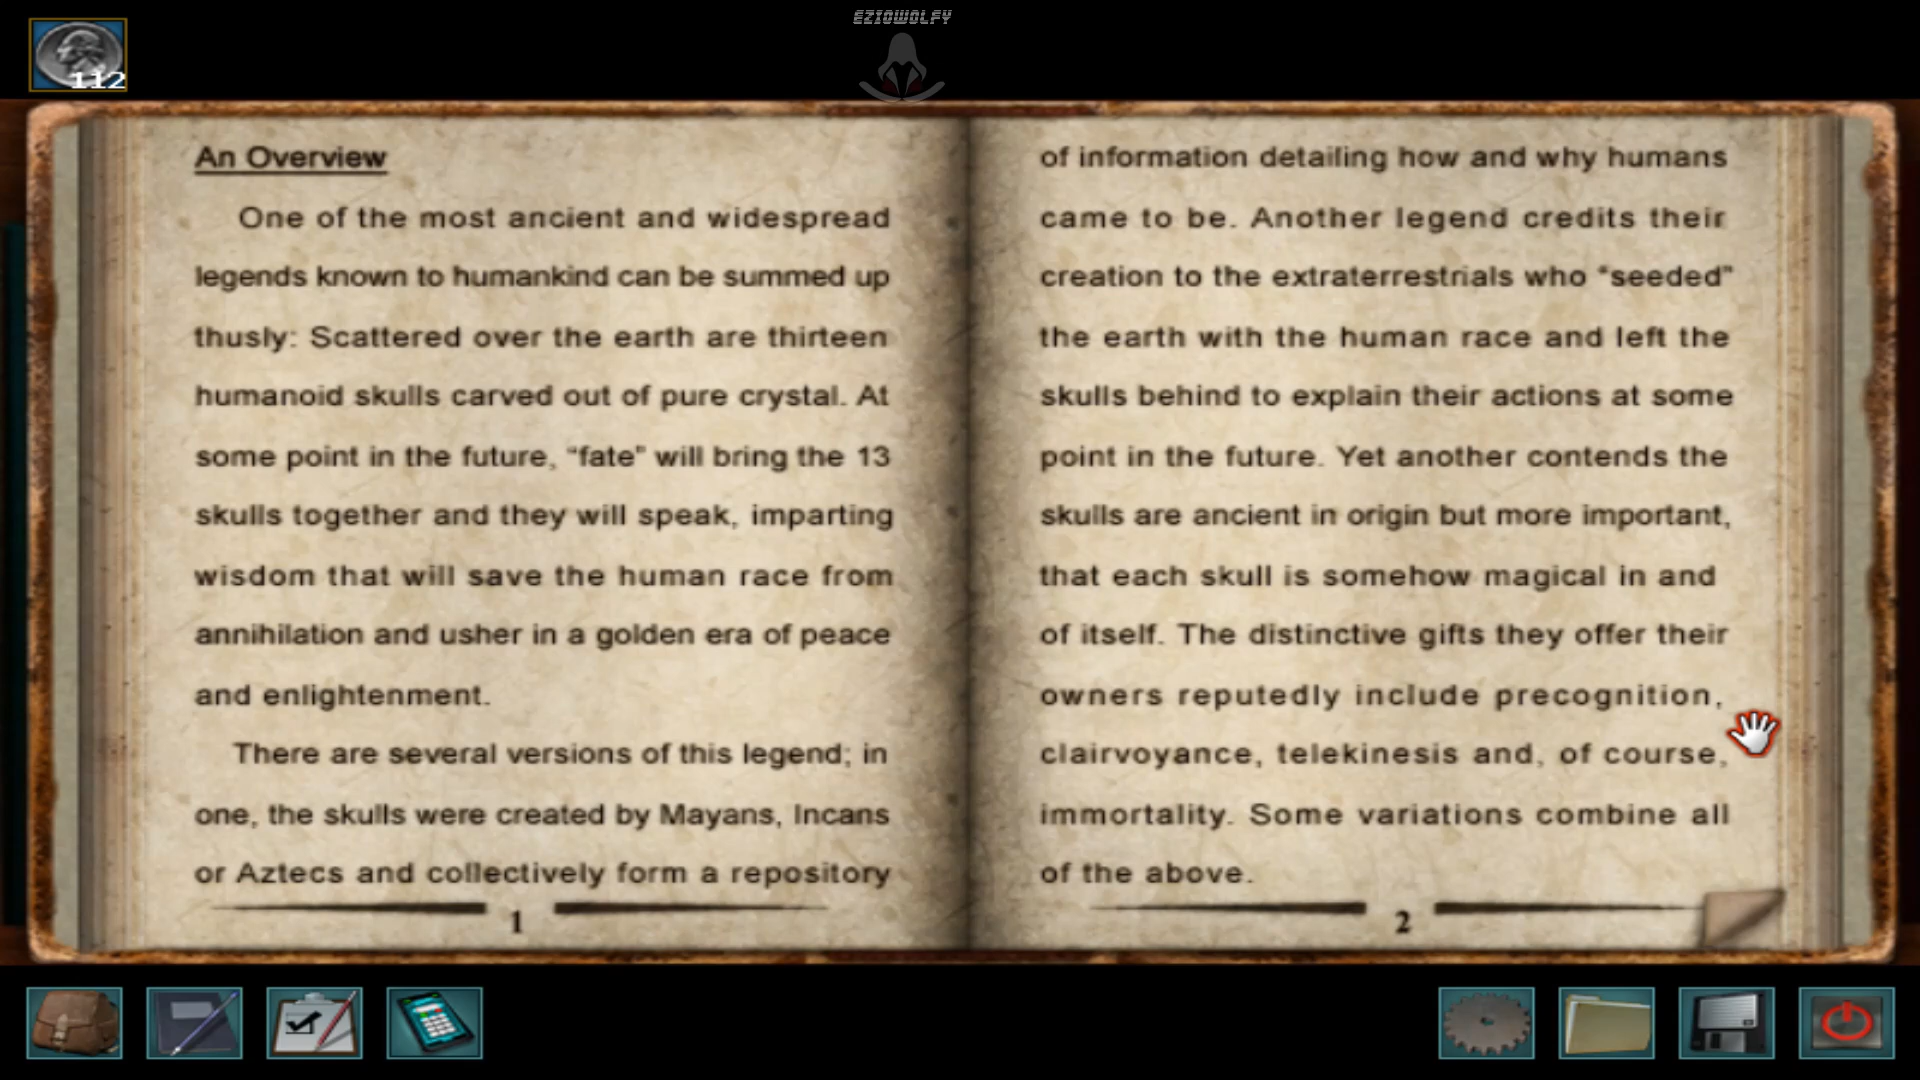 EZIOWOLFY
112
An Overview
One of the most ancient and widespread
legends known to humankind can be summed up
thusly: Scattered over the earth are thirteen
humanoid skulls carved out of pure crystal. At
some point in the future, “fate” will bring the 13
skulls together and they will speak, imparting
wisdom that will save the human race from
annihilation and usher in a golden era of peace
and enlightenment.
There are several versions of this legend; in
one, the skulls were created by Mayans, Incans
or Aztecs and collectively form a repository
1
of information detailing how and why humans
came to be. Another legend credits their
creation to the extraterrestrials who “seeded”
the earth with the human race and left the
skulls behind to explain their actions at some
point in the future. Yet another contends the
skulls are ancient in origin but more important,
that each skull is somehow magical in and
of itself. The distinctive gifts they offer their
owners reputedly include precognition,
clairvoyance, telekinesis and, of course,
immortality. Some variations combine all
of the above.
2